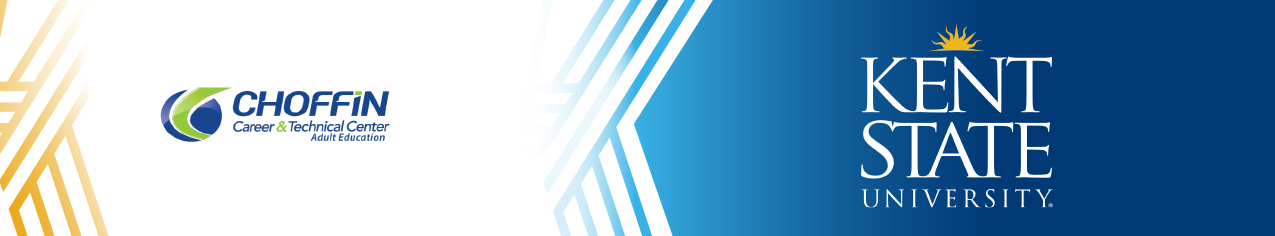 CHOFFiN
Career & Technical Center
Adult Education
KENT
STATE
UNIVERSITY®